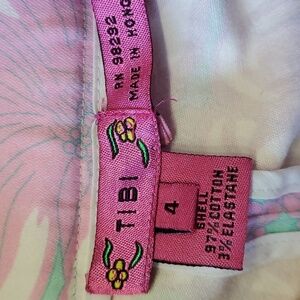 RN 98292
MADE IN HONG
TIBI
4
SHELL
97% COTTON
3% ELASTANE